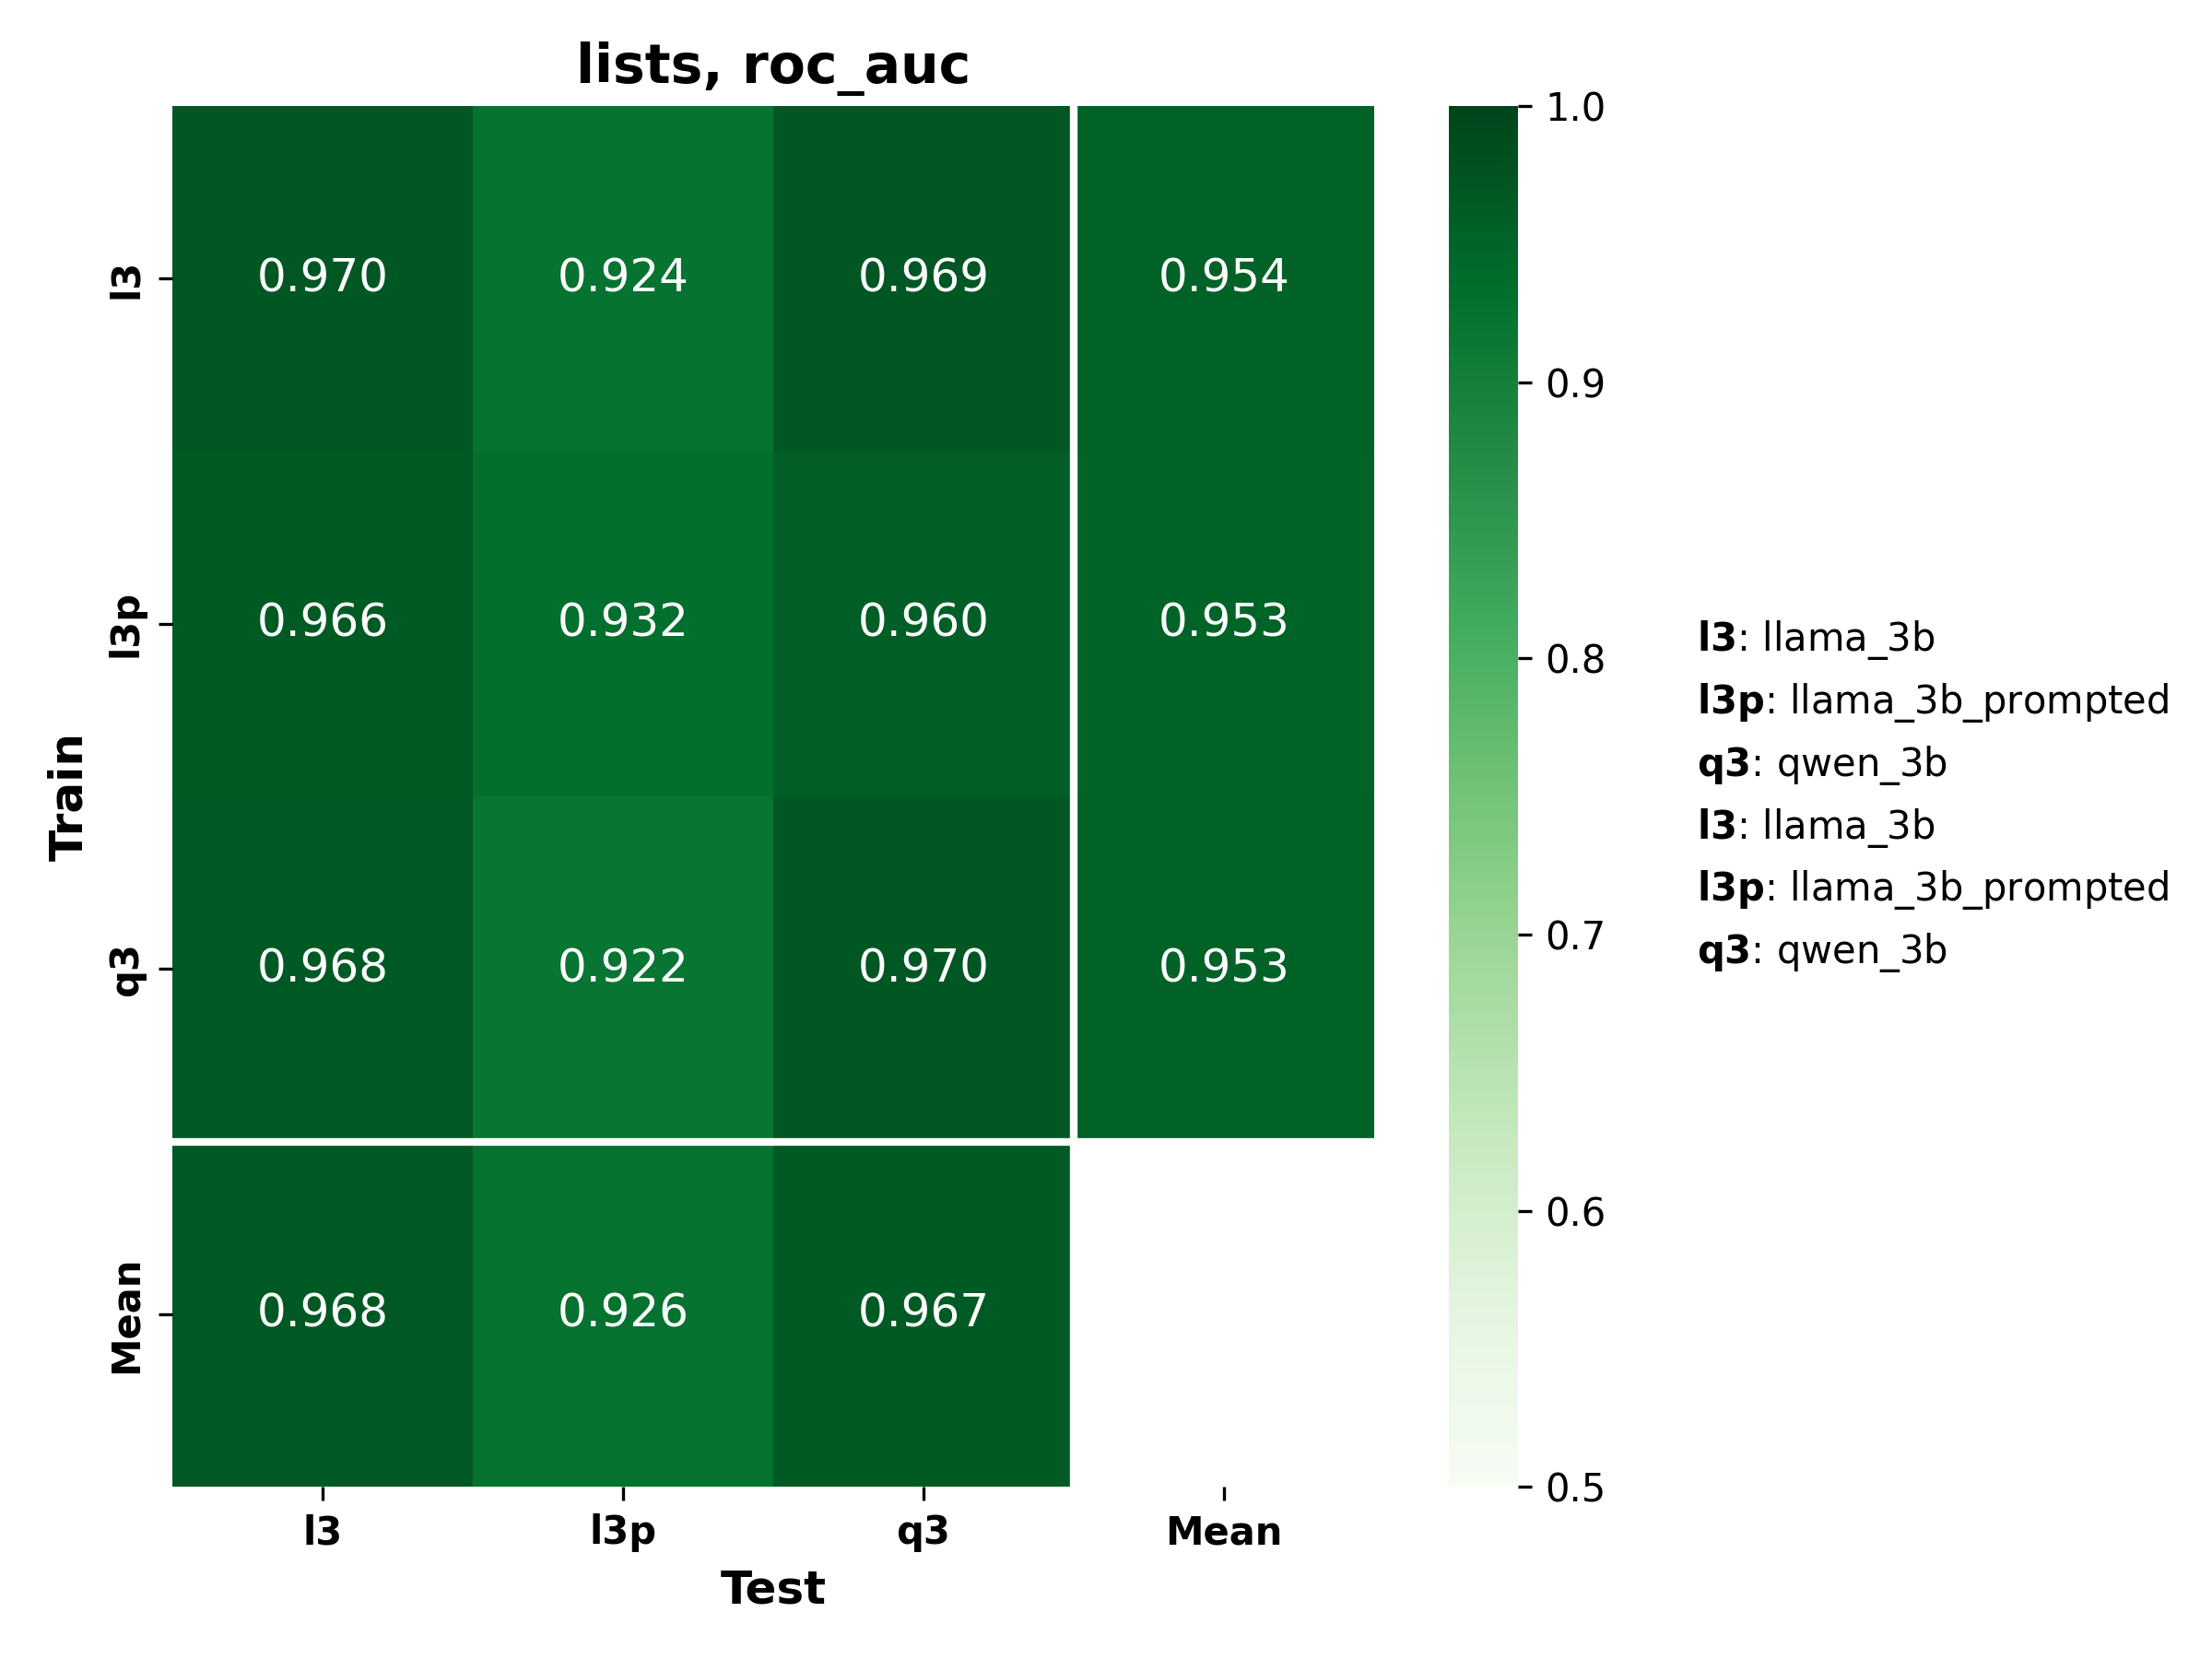 lists, roc_auc
Train
l3
0.970 0.924 0.969 0.954
l3p
0.966 0.932 0.960 0.953
q3
0.968 0.922 0.970 0.953
Mean
0.968 0.926 0.967
l3 l3p q3 Mean
Test
1.0
0.9
0.8
0.7
0.6
0.5
l3: llama_3b
l3p: llama_3b_prompted
q3: qwen_3b
l3: llama_3b
l3p: llama_3b_prompted
q3: qwen_3b